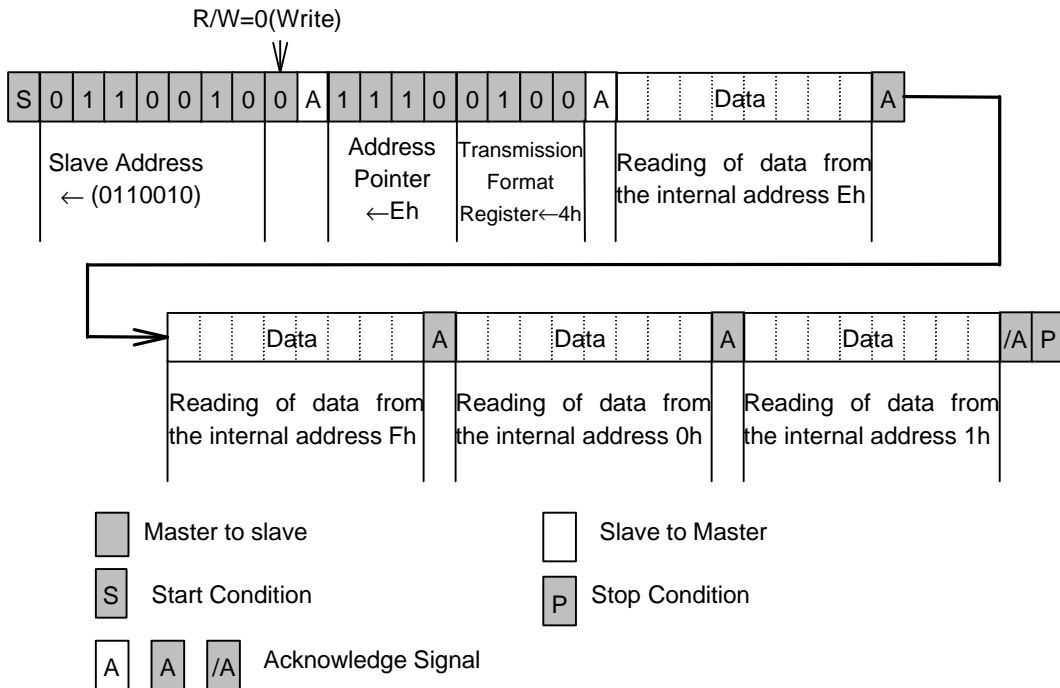 R/W=0(Write)
S 0 1 1 0 0 1 0 0 A 1 1 1 0 0 1 0 0 A Data A
Slave Address
← (0110010)
Address
Pointer
←Eh
Transmission
Format
Register←4h
Reading of data from
the internal address Eh
Data A Data A Data /A P
Reading of data from
the internal address Fh
Reading of data from
the internal address 0h
Reading of data from
the internal address 1h
Master to slave
Slave to Master
S Start Condition
P Stop Condition
A A /A Acknowledge Signal